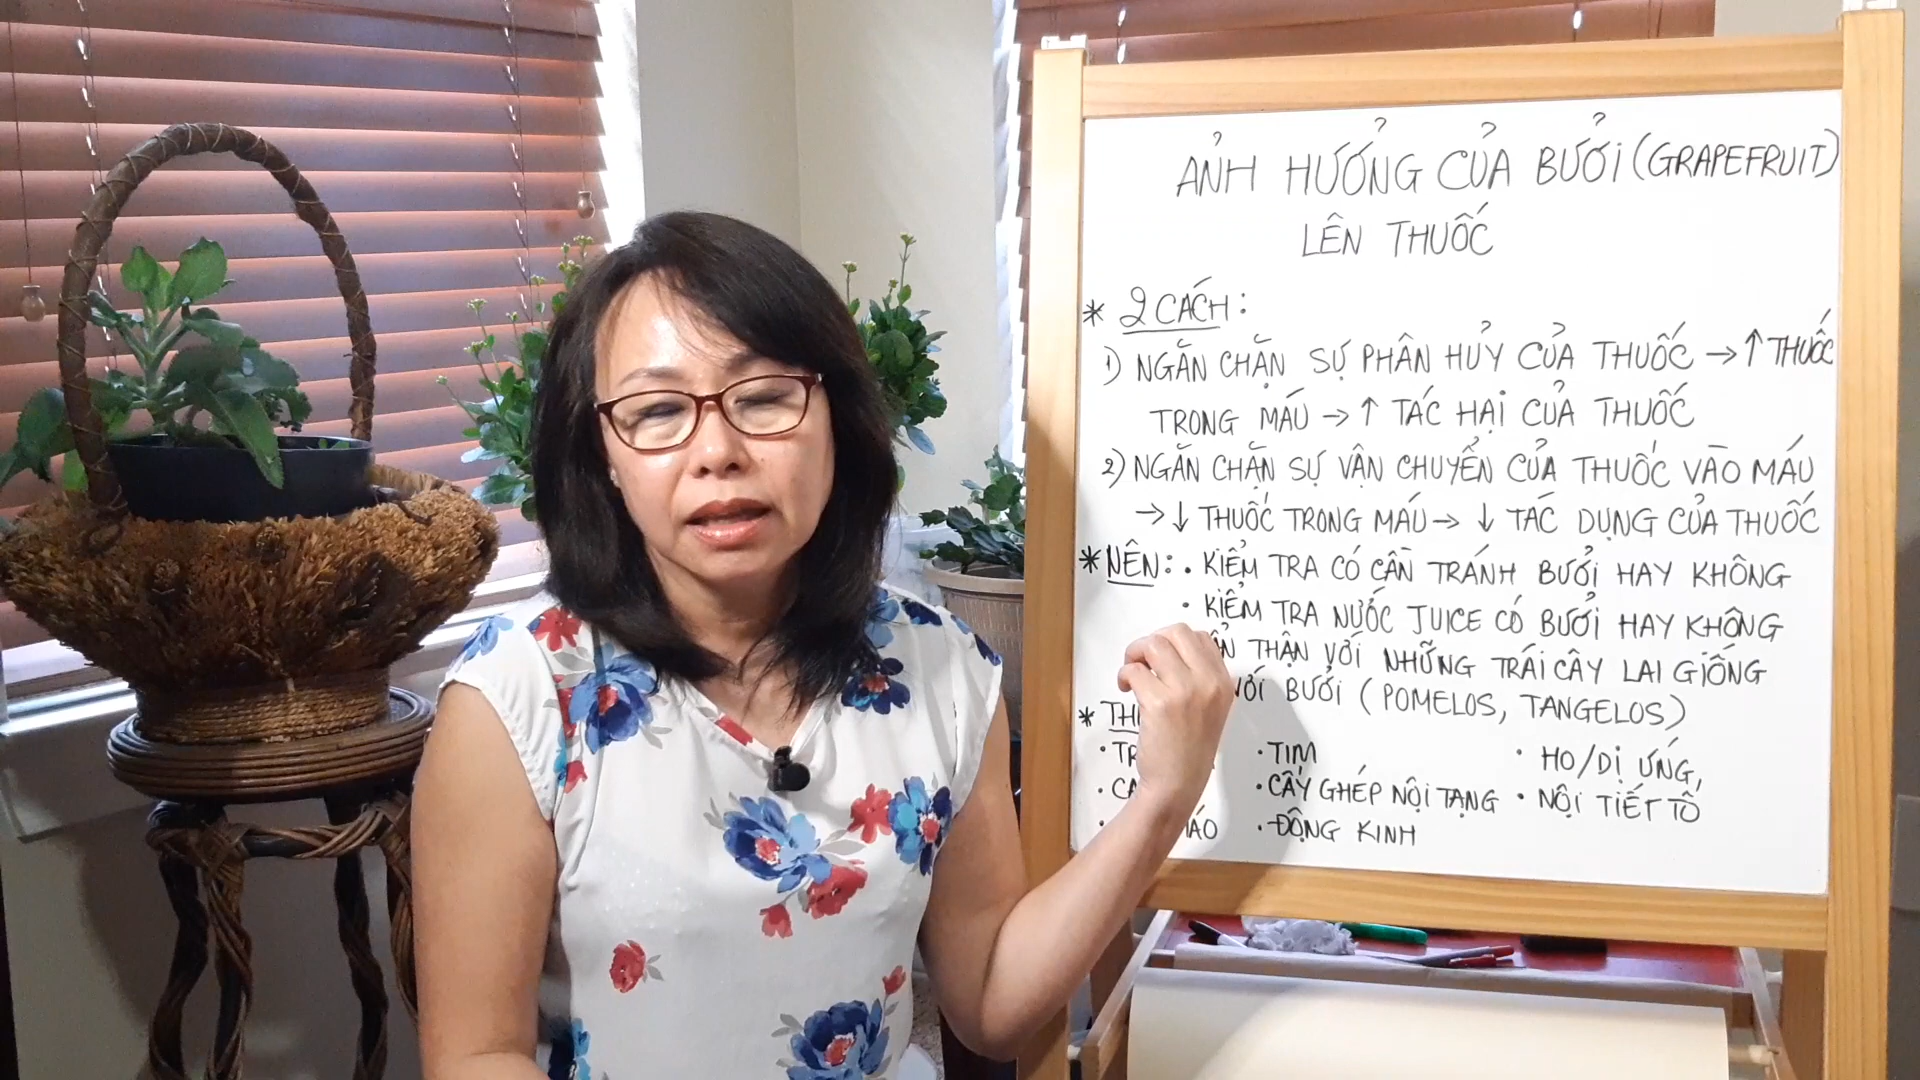 ẢNH HƯỞNG CỦA BƯỞI (GRAPEFRUIT)
LÊN THUỐC
* 2 CÁCH:
1) NGĂN CHẶN SỰ PHÂN HỦY CỦA THUỐC → ↑ THUỐC
TRONG MÁU → ↑ TÁC HẠI CỦA THUỐC
2) NGĂN CHẶN SỰ VẬN CHUYỂN CỦA THUỐC VÀO MÁU
→ ↓ THUỐC TRONG MÁU → ↓ TÁC DỤNG CỦA THUỐC
* NÊN: • KIỂM TRA CÓ CẦN TRÁNH BƯỞI HAY KHÔNG
• KIỂM TRA NƯỚC JUICE CÓ BƯỞI HAY KHÔNG
THẬN VỚI NHỮNG TRÁI CÂY LAI GIỐNG
VỚI BƯỞI (POMELOS, TANGELOS)
*
• TIM • HO/DỊ ỨNG,
• CẤY GHÉP NỘI TẠNG • NỘI TIẾT TỐ
• ĐỘNG KINH